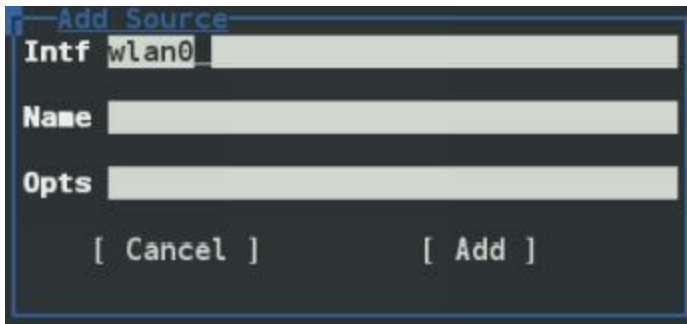 Add Source
Intf wlan0_
Name
Opts
[ Cancel ] [ Add ]